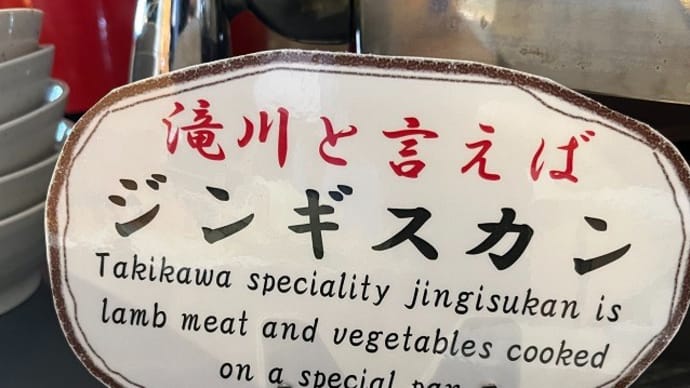 滝川と言えば
ジンギスカン
Takikawa speciality jingisukan is
lamb meat and vegetables cooked
on a special pan